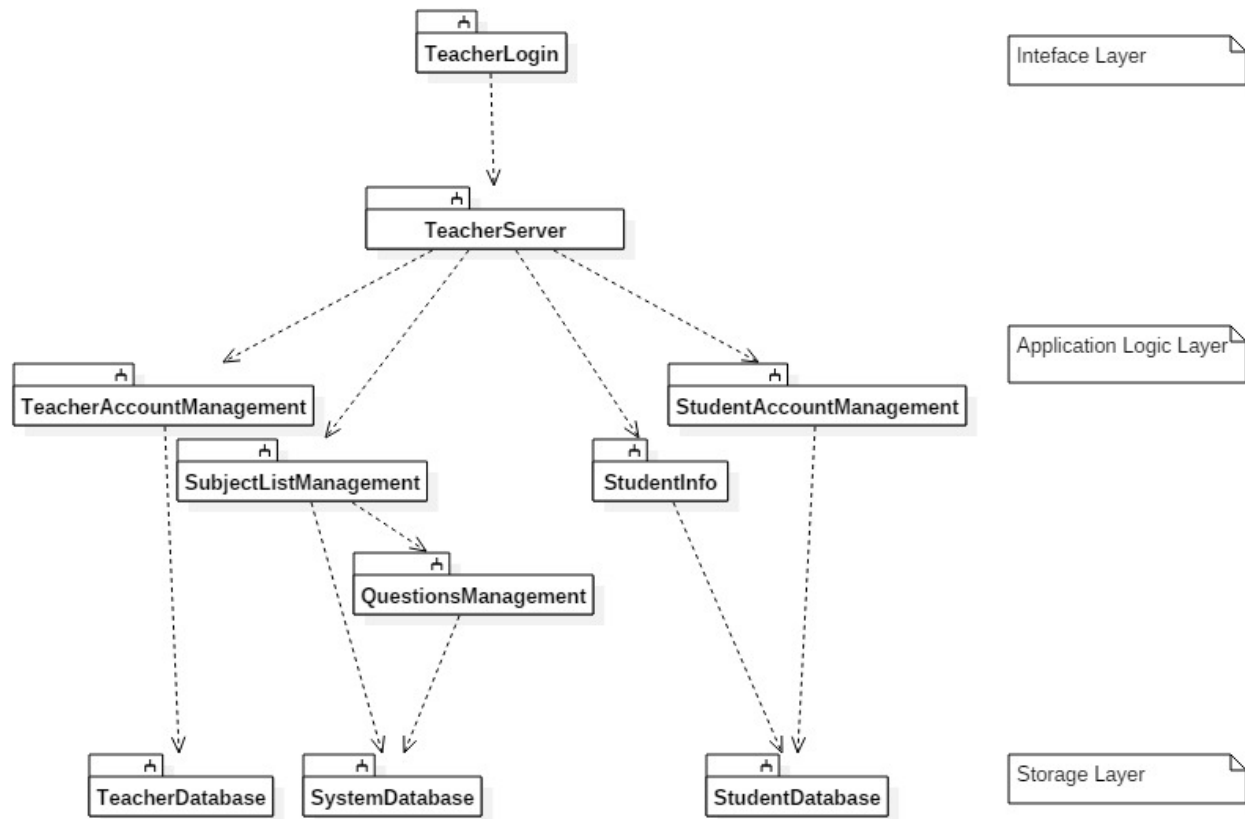 TeacherLogin
Inteface Layer
TeacherServer
Application Logic Layer
TeacherAccountManagement
StudentAccountManagement
SubjectListManagement
StudentInfo
QuestionsManagement
Storage Layer
TeacherDatabase
SystemDatabase
StudentDatabase